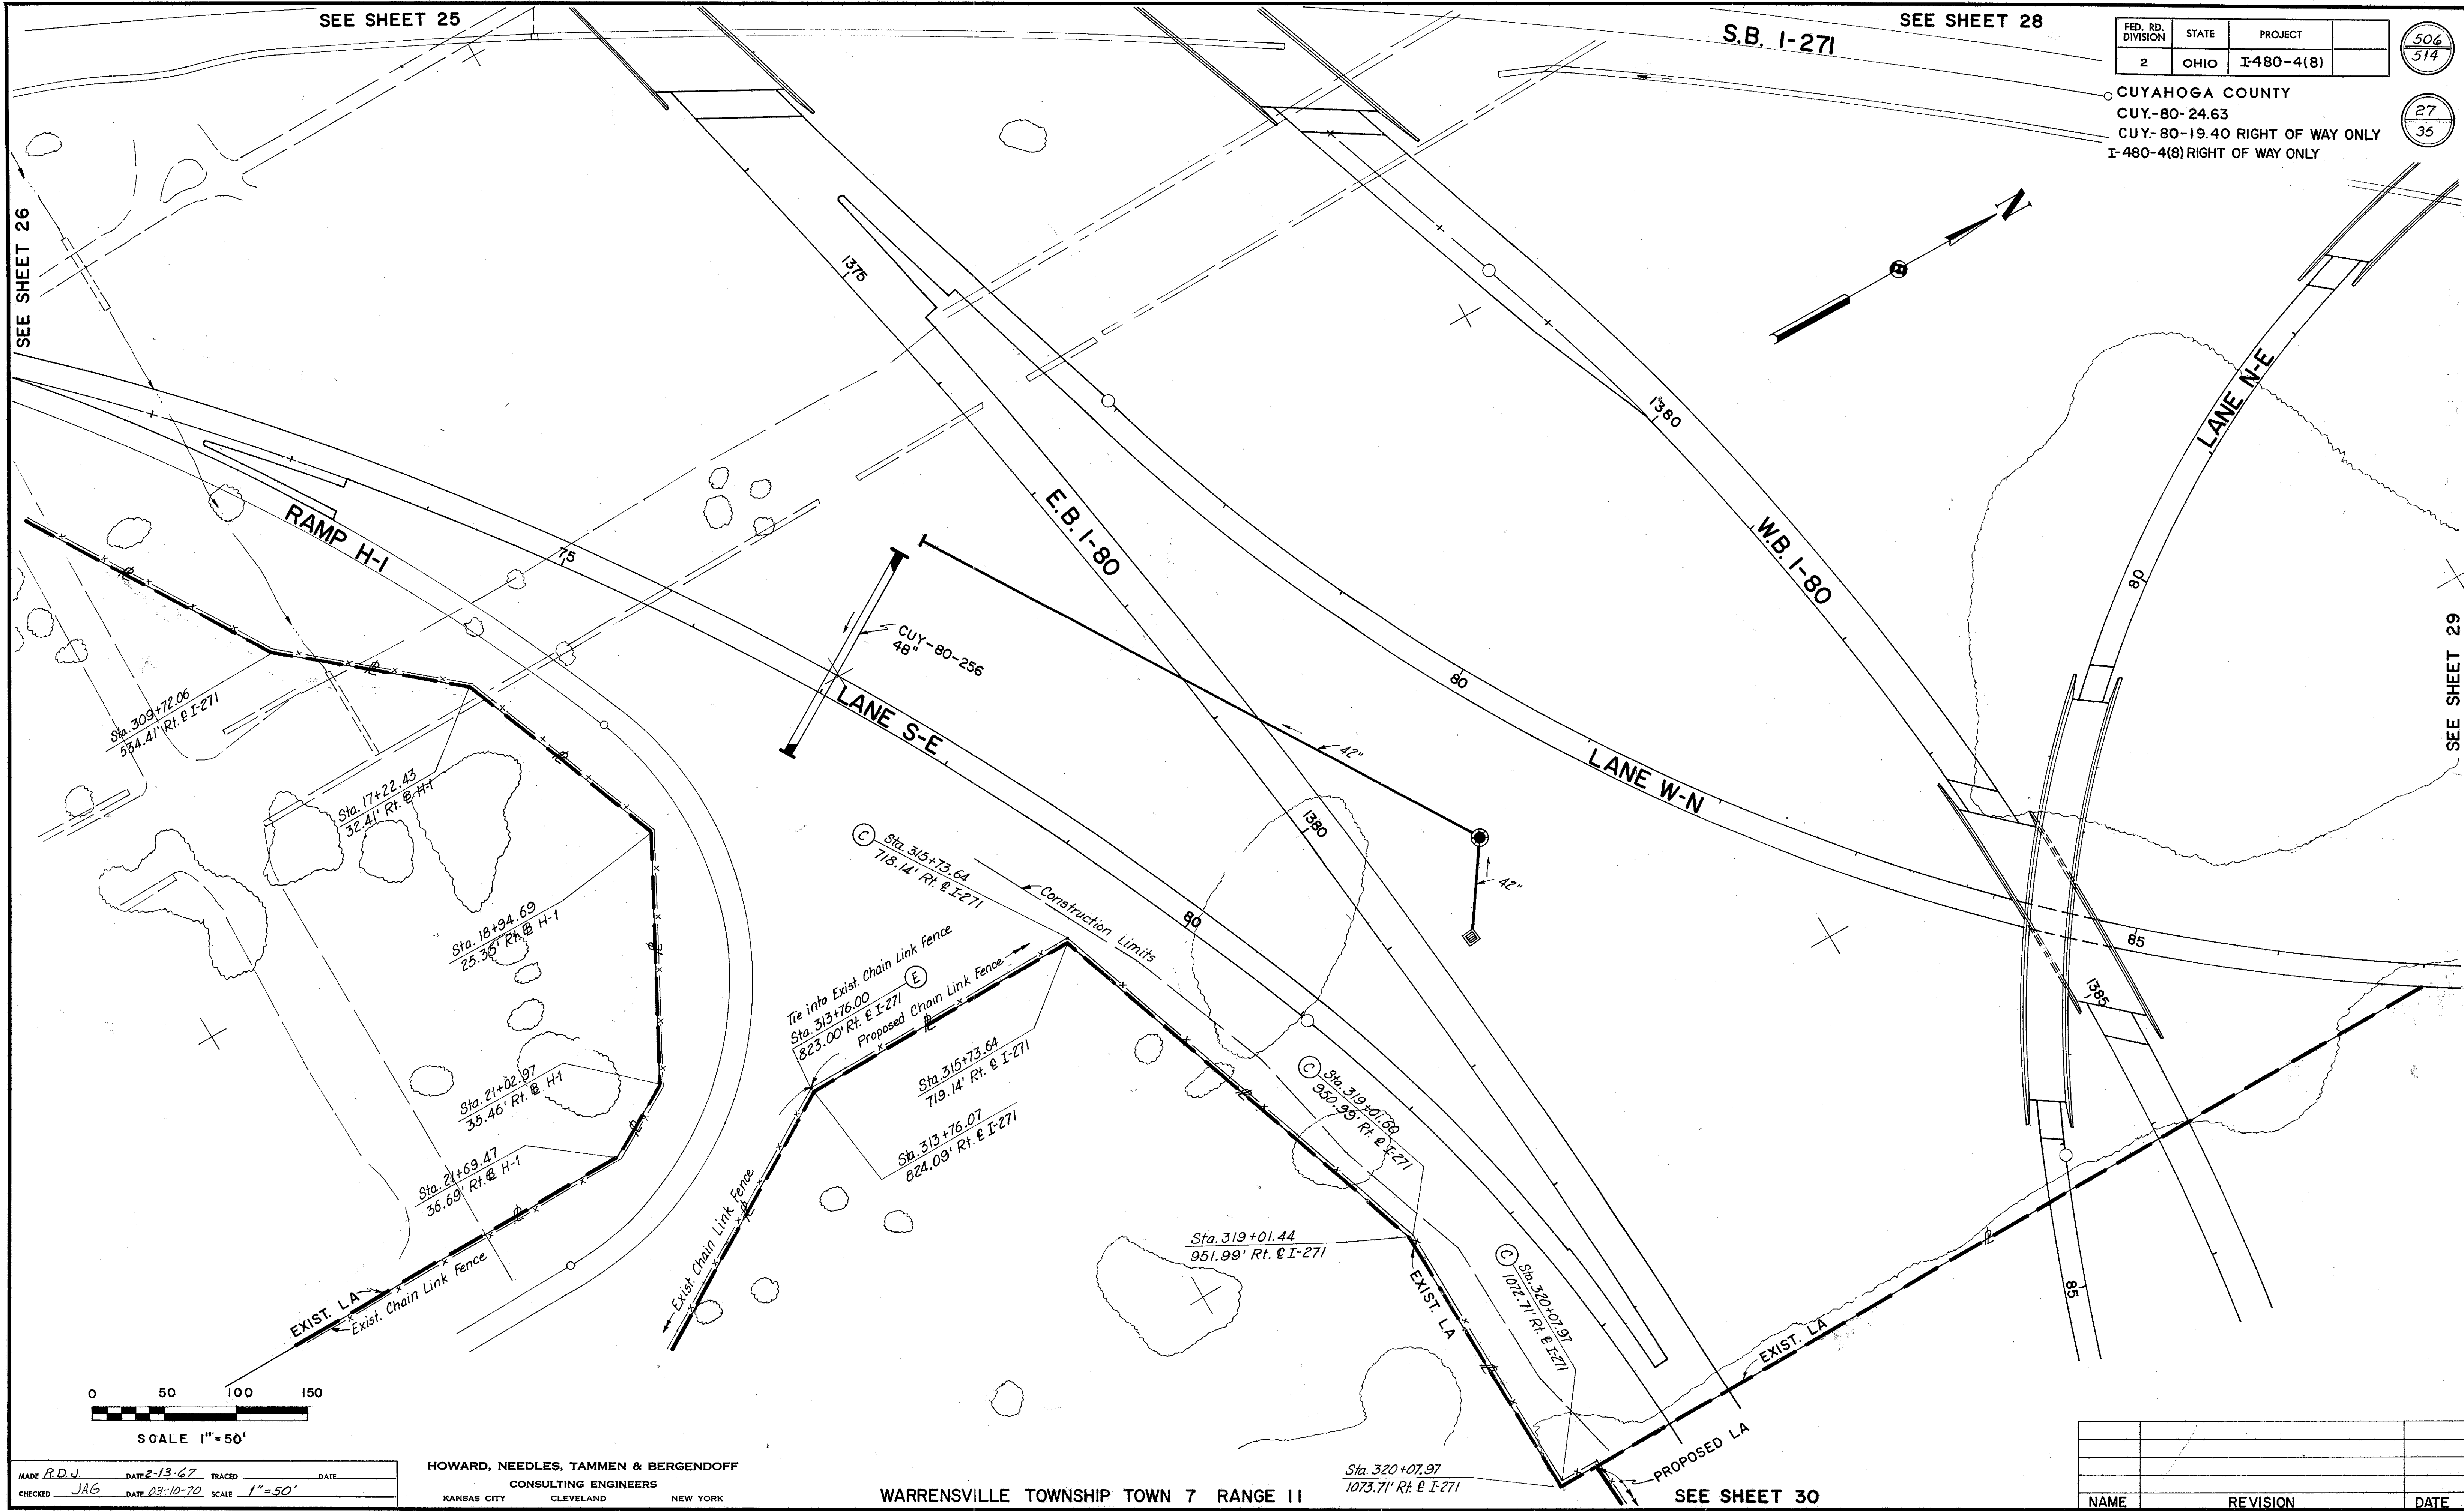 SEE SHEET 25
SEE SHEET 28
S.B. I-271
FED. RD. DIVISION STATE PROJECT
2 OHIO I-480-4(8)
506
514
CUYAHOGA COUNTY
CUY.-80-24.63
CUY.-80-19.40 RIGHT OF WAY ONLY
I-480-4(8) RIGHT OF WAY ONLY
27
35
SEE SHEET 26
N
1375
1380
LANE N-E
RAMP H-1
75
E.B. I-80
W.B. I-80
80
CUY-80-256
48"
80
SEE SHEET 29
LANE S-E
42"
LANE W-N
Sta. 309+72.06
534.41' Rt. ℄ I-271
Sta. 17+22.43
32.41' Rt. ℄ H-1
1380
C
Sta. 315+73.64
718.14' Rt. ℄ I-271
Construction Limits
42"
80
85
Sta. 18+94.69
25.35' Rt. ℄ H-1
Tie into Exist. Chain Link Fence
Sta. 313+76.00
823.00' Rt. ℄ I-271
E
Proposed Chain Link Fence
1385
Sta. 315+73.64
719.14' Rt. ℄ I-271
Sta. 21+02.97
35.46' Rt. ℄ H-1
Sta. 313+76.07
824.09' Rt. ℄ I-271
C
Sta. 319+01.60
950.99' Rt. ℄ I-271
Sta. 21+69.47
36.69' Rt. ℄ H-1
Exist. Chain Link Fence
Sta. 319+01.44
951.99' Rt. ℄ I-271
EXIST. LA
C
Sta. 320+07.97
1072.71' Rt. ℄ I-271
85
EXIST. LA
Exist. Chain Link Fence
EXIST. LA
PROPOSED LA
Sta. 320+07.97
1073.71' Rt. ℄ I-271
0 50 100 150
SCALE 1"=50'
MADE R.D.J. DATE 2-13-67 TRACED DATE
CHECKED JAG DATE 03-10-70 SCALE 1"=50'
HOWARD, NEEDLES, TAMMEN & BERGENDOFF
CONSULTING ENGINEERS
KANSAS CITY CLEVELAND NEW YORK
WARRENSVILLE TOWNSHIP TOWN 7 RANGE 11
SEE SHEET 30
NAME REVISION DATE